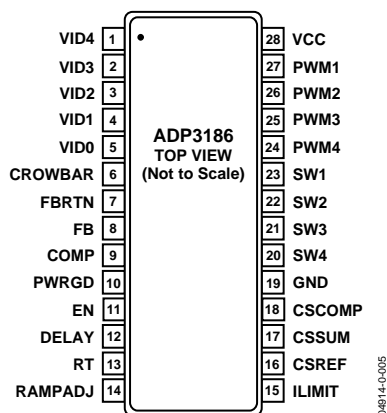 VID4 1 28 VCC
VID3 2 27 PWM1
VID2 3 26 PWM2
VID1 4 25 PWM3
VID0 5 24 PWM4
CROWBAR 6 23 SW1
FBRTN 7 22 SW2
FB 8 21 SW3
COMP 9 20 SW4
PWRGD 10 19 GND
EN 11 18 CSCOMP
DELAY 12 17 CSSUM
RT 13 16 CSREF
RAMPADJ 14 15 ILIMIT
ADP3186
TOP VIEW
(Not to Scale)
04914-0-005